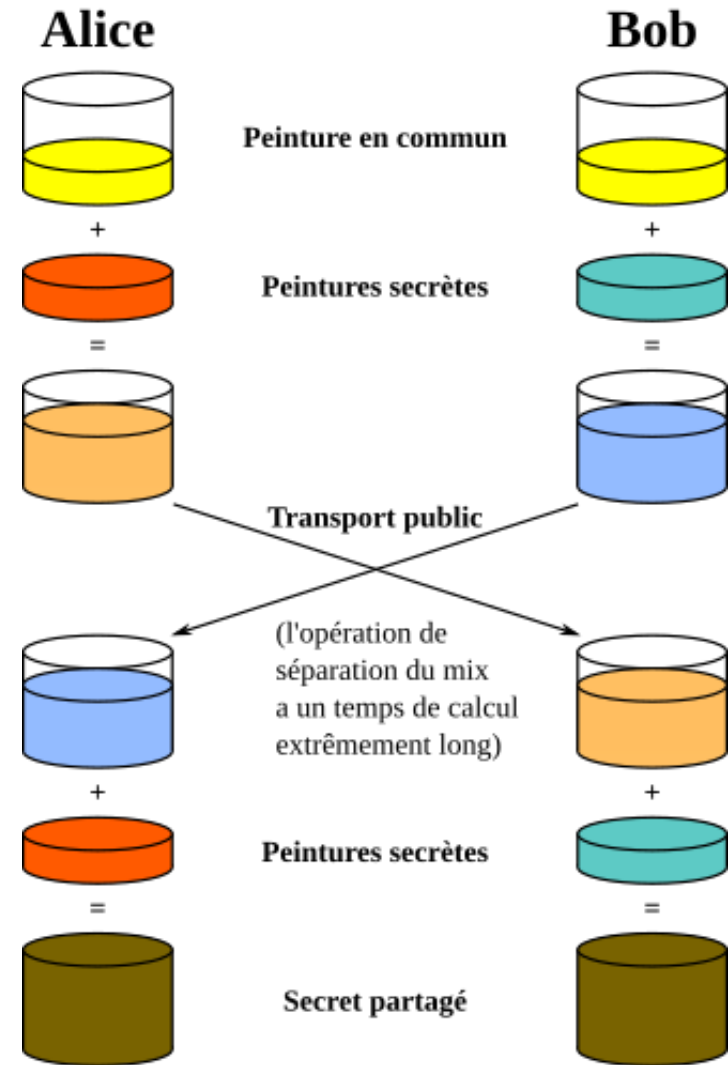 Alice
Bob
Peinture en commun
+
+
Peintures secrètes
=
=
Transport public
(l'opération de
séparation du mix
a un temps de calcul
extrêmement long)
+
+
Peintures secrètes
=
=
Secret partagé